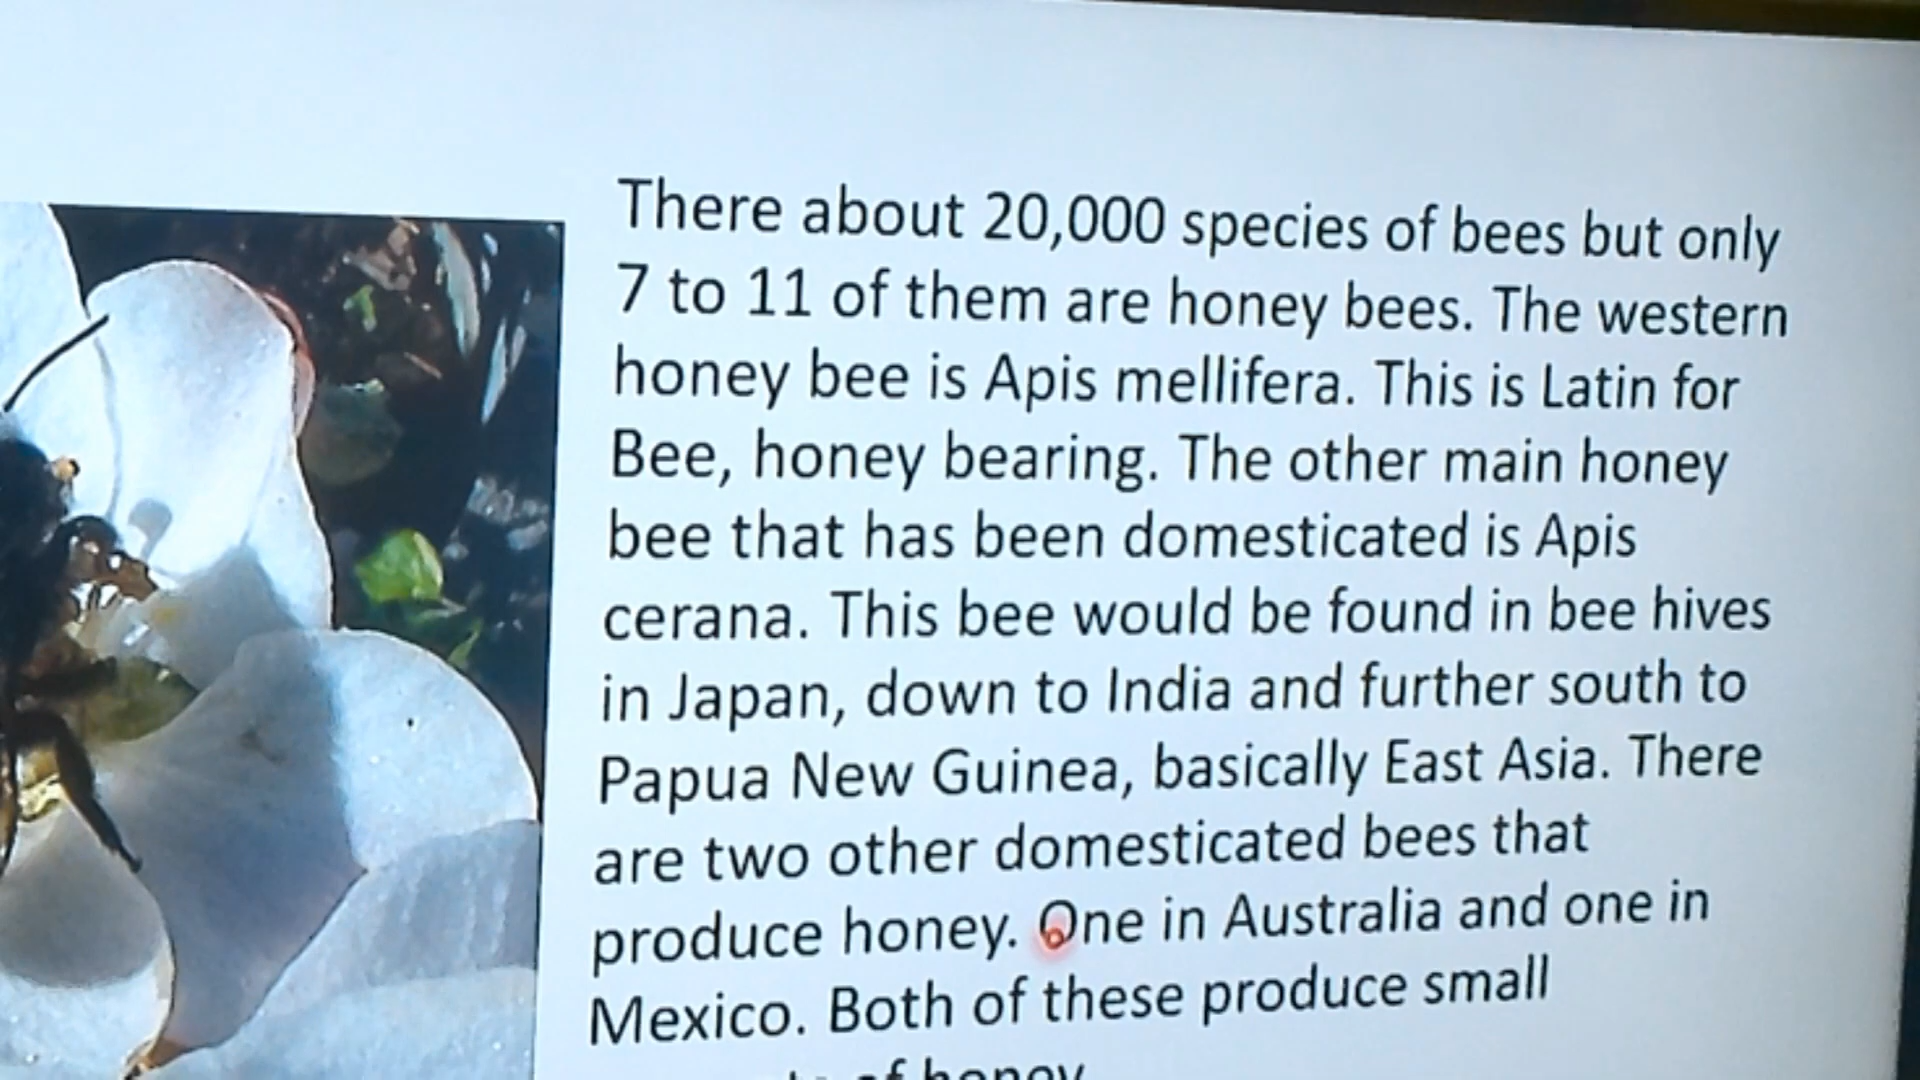 There about 20,000 species of bees but only
7 to 11 of them are honey bees. The western
honey bee is Apis mellifera. This is Latin for
Bee, honey bearing. The other main honey
bee that has been domesticated is Apis
cerana. This bee would be found in bee hives
in Japan, down to India and further south to
Papua New Guinea, basically East Asia. There
are two other domesticated bees that
produce honey. One in Australia and one in
Mexico. Both of these produce small
of honey